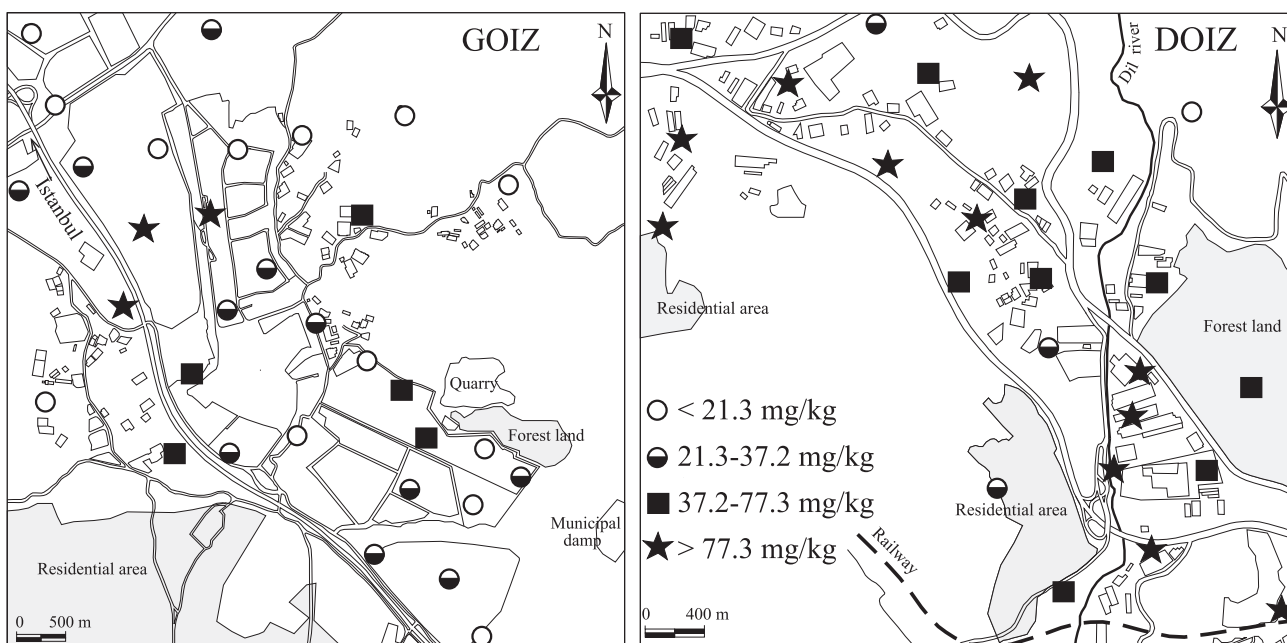 GOIZ
N
İstanbul
Quarry
Forest land
Municipal
damp
Residential area
0 500 m
DOIZ
N
Dil river
Residential area
Forest land
< 21.3 mg/kg
21.3-37.2 mg/kg
37.2-77.3 mg/kg
> 77.3 mg/kg
Residential area
Railway
0 400 m